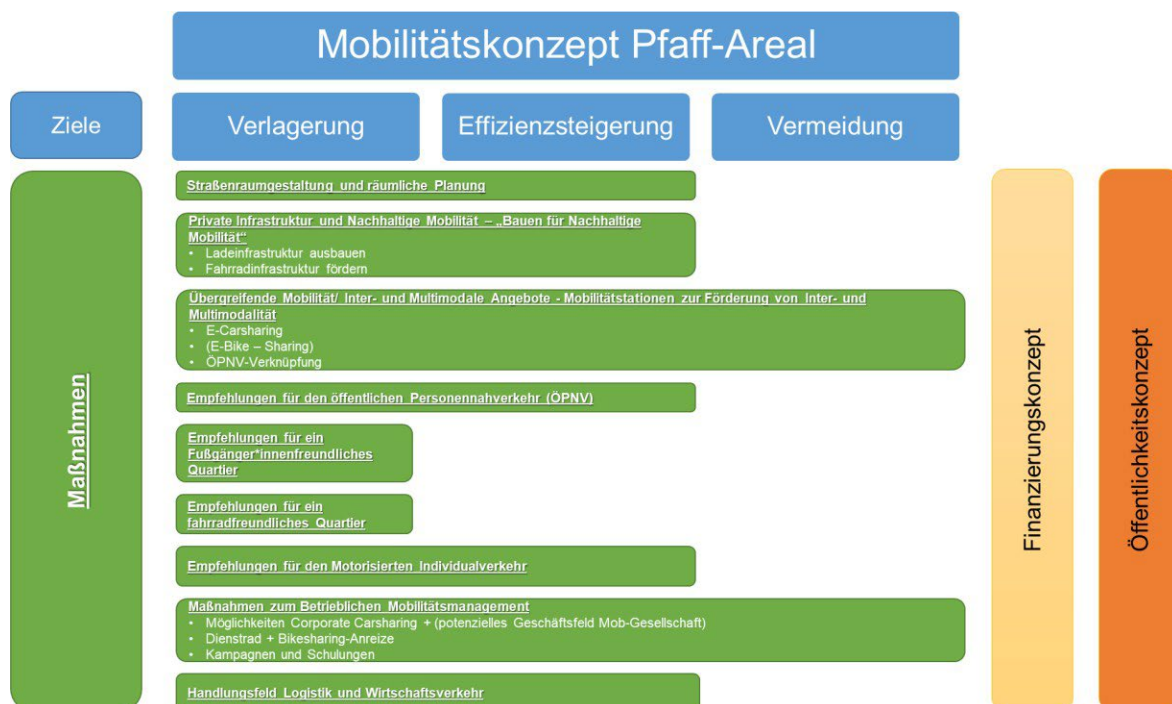 Mobilitätskonzept Pfaff-Areal
Ziele
Verlagerung
Effizienzsteigerung
Vermeidung
Maßnahmen
Straßenraumgestaltung und räumliche Planung
Private Infrastruktur und Nachhaltige Mobilität – „Bauen für Nachhaltige
Mobilität“
• Ladeinfrastruktur ausbauen
• Fahrradinfrastruktur fördern
Übergreifende Mobilität/ Inter- und Multimodale Angebote - Mobilitätstationen zur Förderung von Inter- und
Multimodalität
• E-Carsharing
• (E-Bike – Sharing)
• ÖPNV-Verknüpfung
Empfehlungen für den öffentlichen Personennahverkehr (ÖPNV)
Empfehlungen für ein
Fußgänger*innenfreundliches
Quartier
Empfehlungen für ein
fahrradfreundliches Quartier
Empfehlungen für den Motorisierten Individualverkehr
Maßnahmen zum Betrieblichen Mobilitätsmanagement
• Möglichkeiten Corporate Carsharing + (potenzielles Geschäftsfeld Mob-Gesellschaft)
• Dienstrad + Bikesharing-Anreize
• Kampagnen und Schulungen
Handlungsfeld Logistik und Wirtschaftsverkehr
Finanzierungskonzept
Öffentlichkeitskonzept